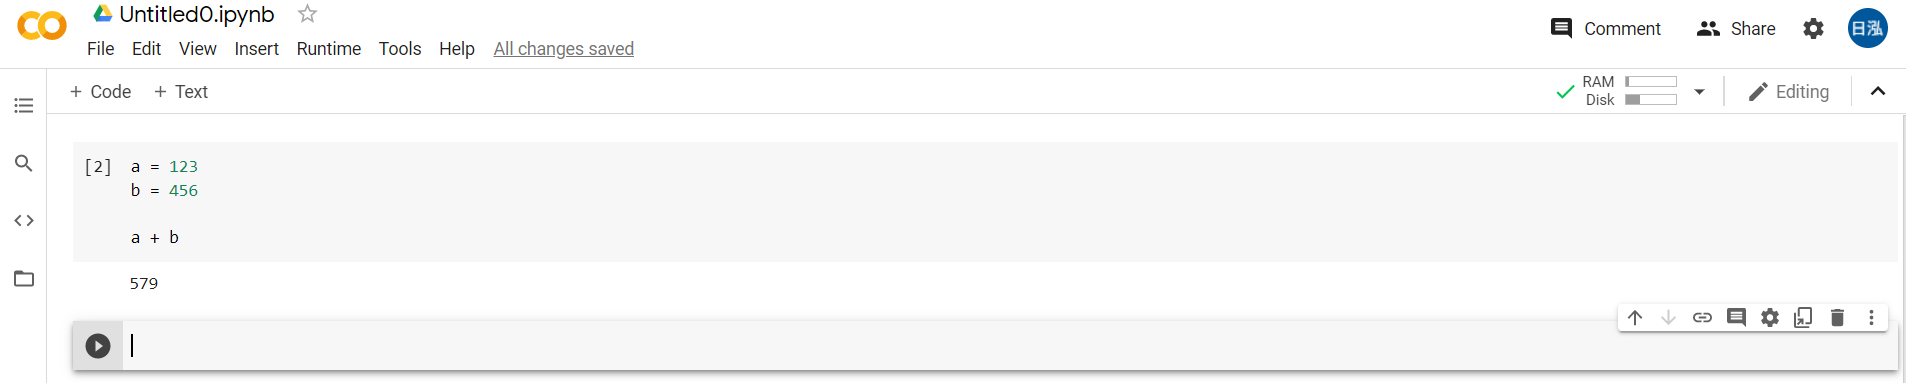 Untitled0.ipynb
File Edit View Insert Runtime Tools Help All changes saved
Comment Share 日泓
+ Code + Text
RAM
Disk
Editing
[2] a = 123
b = 456
a + b
579